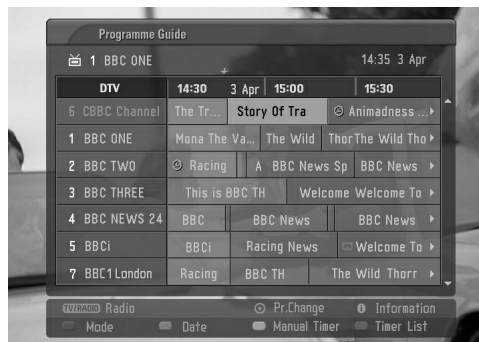 Programme Guide
1 BBC ONE 14:35 3 Apr
DTV 14:30 3 Apr 15:00 15:30
6 CBBC Channel The Tr... Story Of Tra Animadness ...
1 BBC ONE Mona The Va... The Wild Thor The Wild Tho
2 BBC TWO Racing A BBC News Sp BBC News
3 BBC THREE This is BBC TH Welcome Welcome To
4 BBC NEWS 24 BBC BBC News BBC News
5 BBCi BBCi Racing News Welcome To
7 BBC1 London Racing BBC TH The Wild Thorr
TV/RADIO Radio Pr.Change Information
Mode Date Manual Timer Timer List